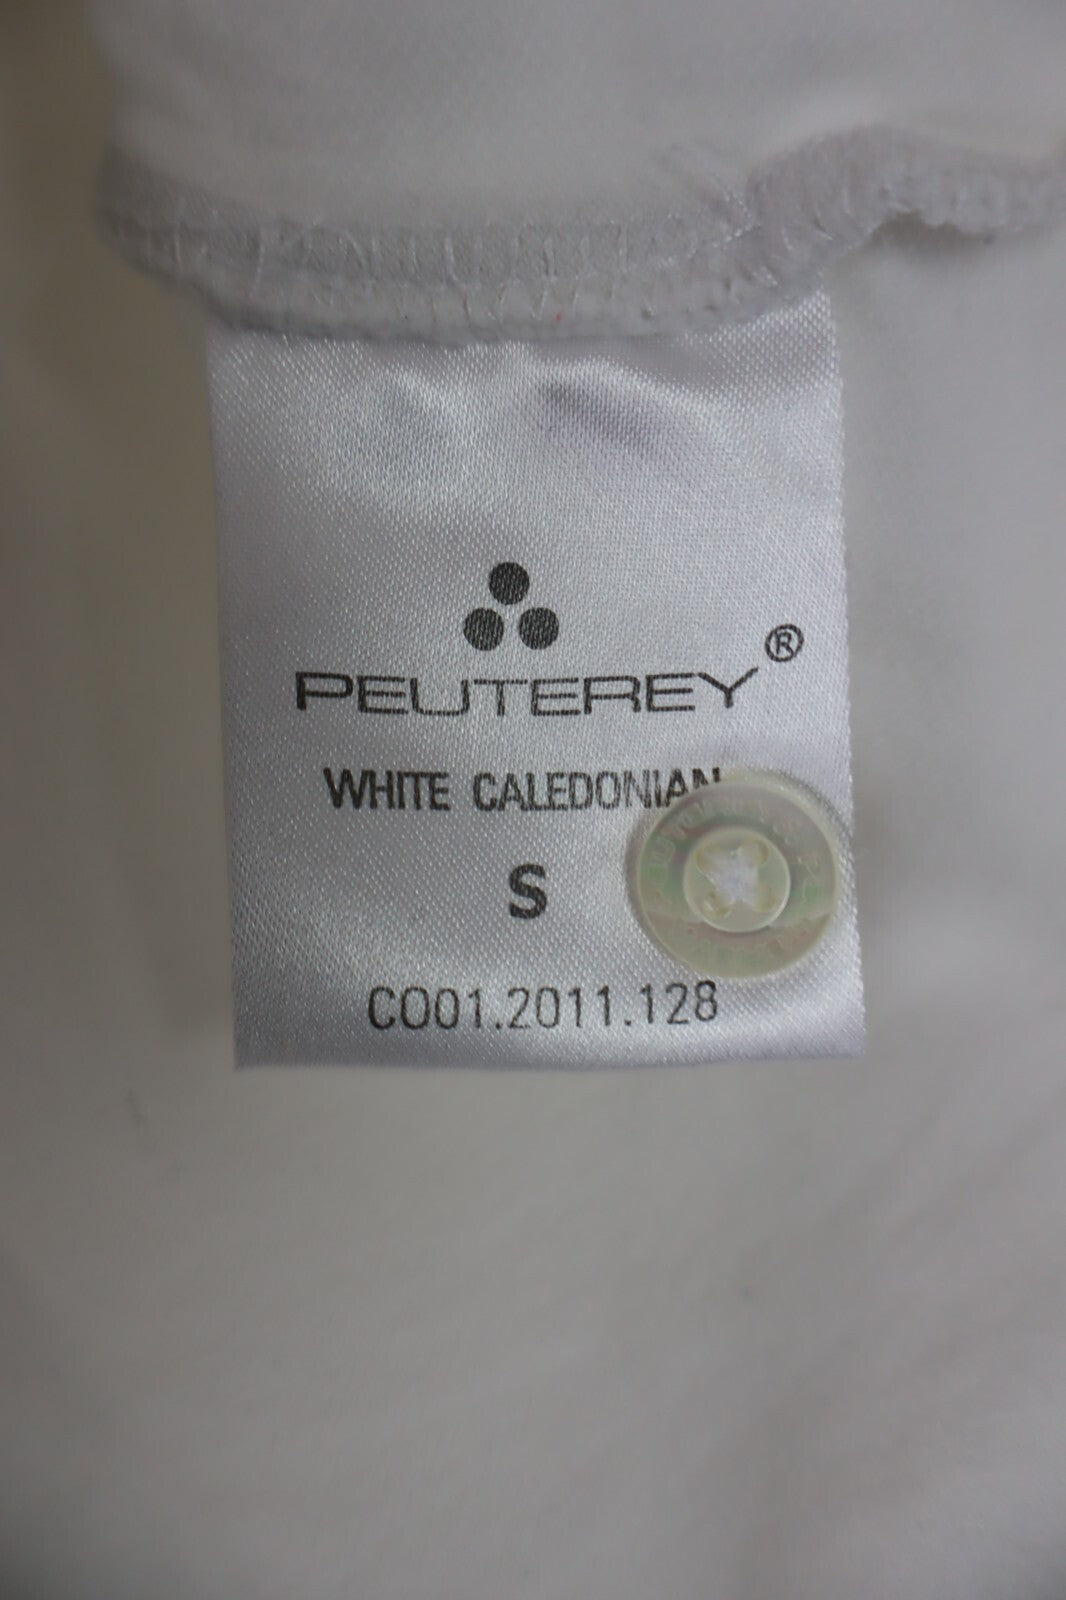 PEUTEREY®
WHITE CALEDONIAN
S
CO01.2011.128